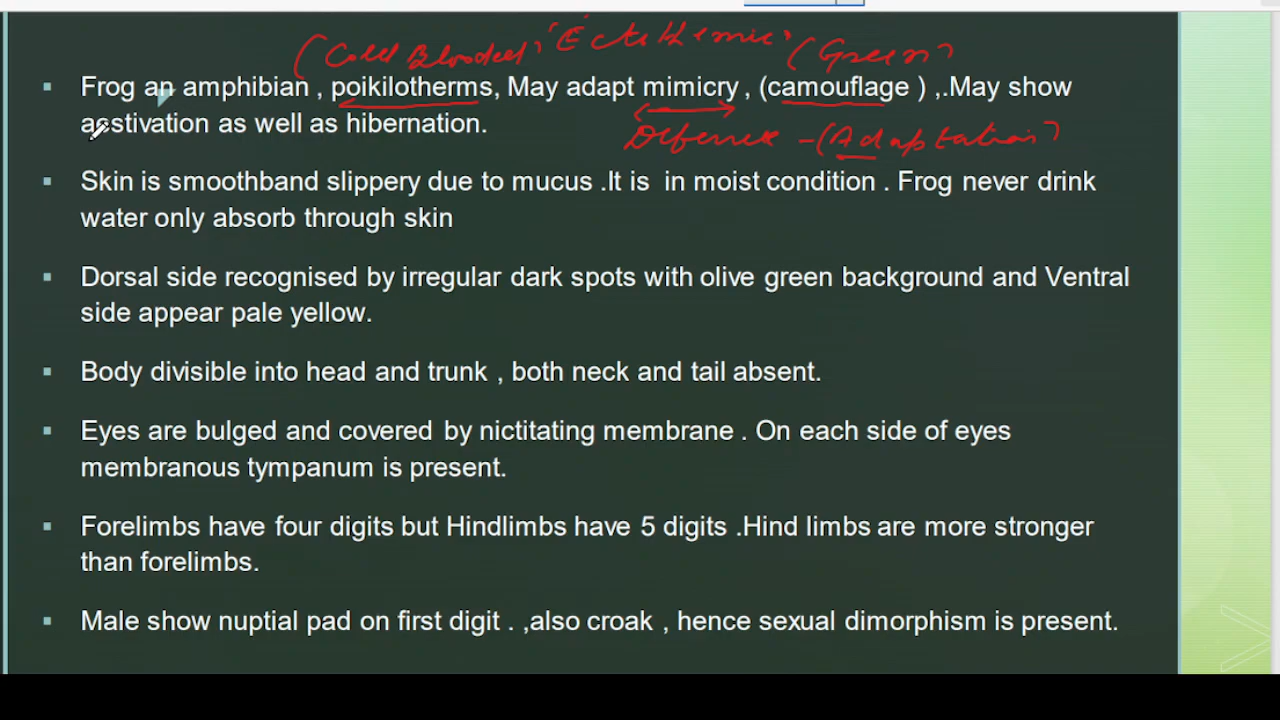 (Cold Blooded) 'Ectothermic' (Green)
▪ Frog an amphibian , poikilotherms, May adapt mimicry , (camouflage ) ,.May show
aestivation as well as hibernation.
Defense - (Adaptation)
▪ Skin is smoothband slippery due to mucus .It is in moist condition . Frog never drink
water only absorb through skin
▪ Dorsal side recognised by irregular dark spots with olive green background and Ventral
side appear pale yellow.
▪ Body divisible into head and trunk , both neck and tail absent.
▪ Eyes are bulged and covered by nictitating membrane . On each side of eyes
membranous tympanum is present.
▪ Forelimbs have four digits but Hindlimbs have 5 digits .Hind limbs are more stronger
than forelimbs.
▪ Male show nuptial pad on first digit . ,also croak , hence sexual dimorphism is present.